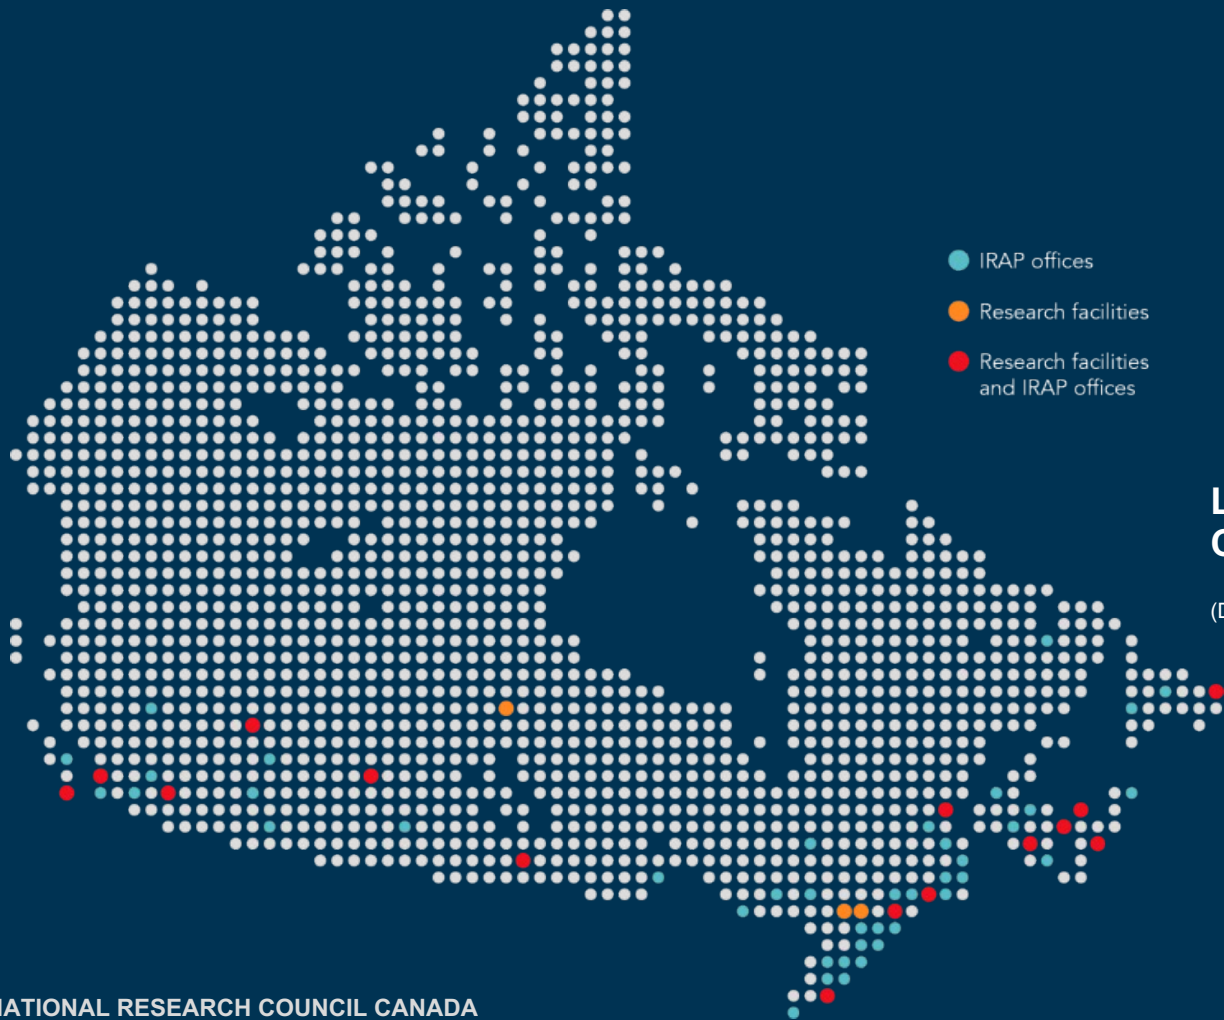 IRAP offices
Research facilities
Research facilities
and IRAP offices
NATIONAL RESEARCH COUNCIL CANADA